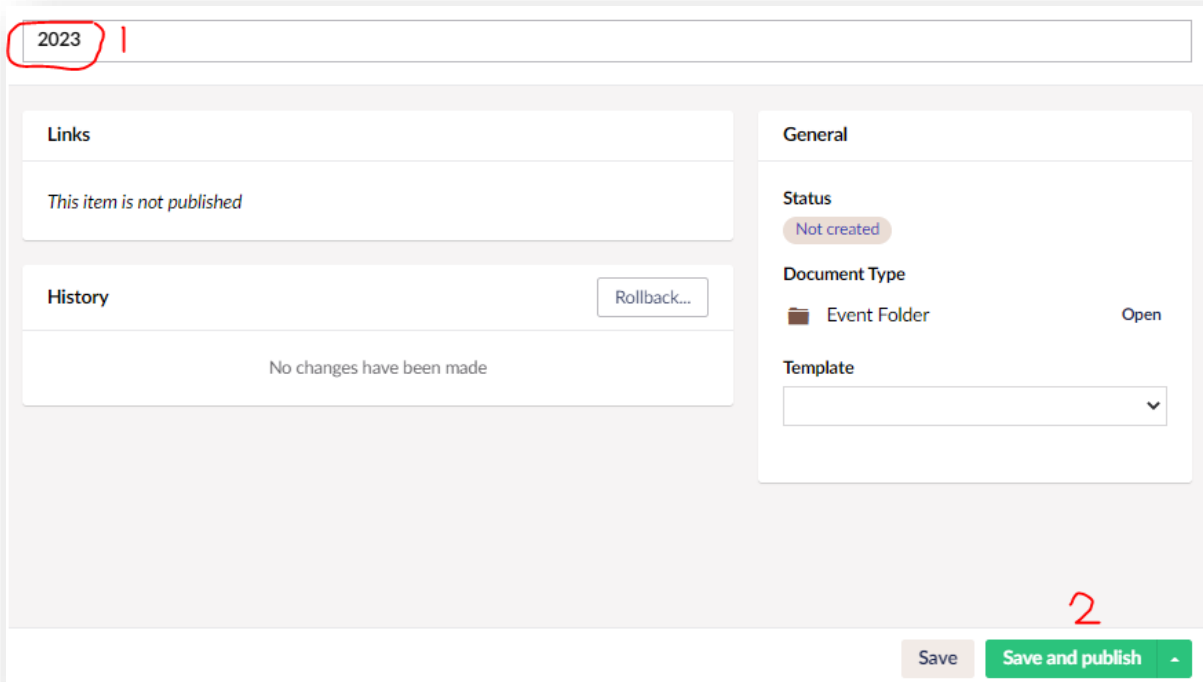 2023 1
Links
This item is not published
History
Rollback...
No changes have been made
General
Status
Not created
Document Type
Event Folder
Open
Template
2
Save
Save and publish